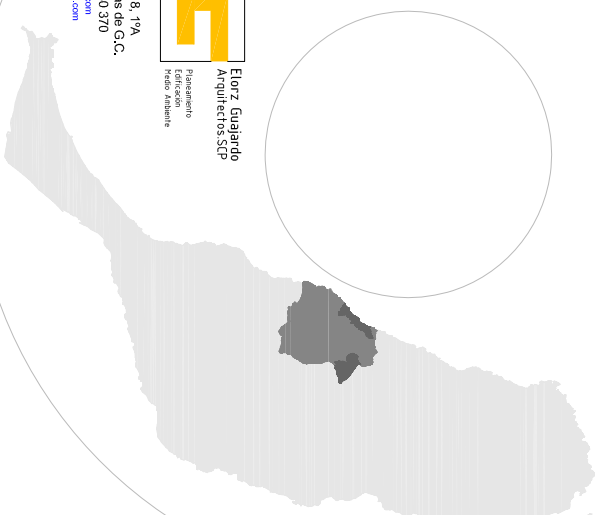 Elorz Guajardo
Arquitectos.SCP
Planeamiento
Edificación
Medio Ambiente
8, 1ºA
s de G.C.
0 370
com
.com